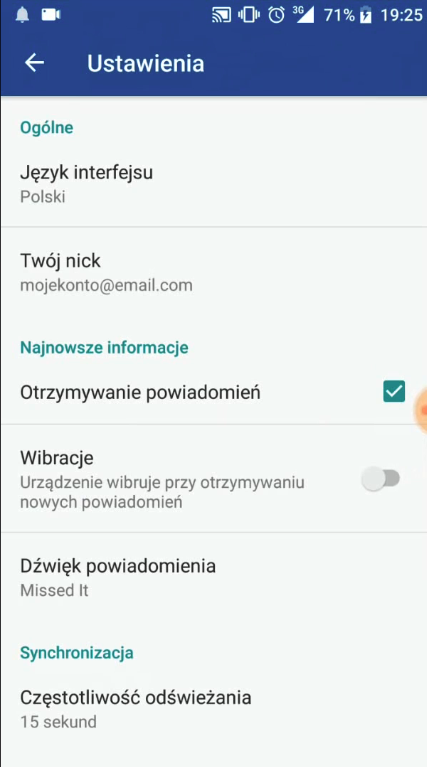 3G 71% 19:25
Ustawienia
Ogólne
Język interfejsu
Polski
Twój nick
mojekonto@email.com
Najnowsze informacje
Otrzymywanie powiadomień
Wibracje
Urządzenie wibruje przy otrzymywaniu
nowych powiadomień
Dźwięk powiadomienia
Missed It
Synchronizacja
Częstotliwość odświeżania
15 sekund